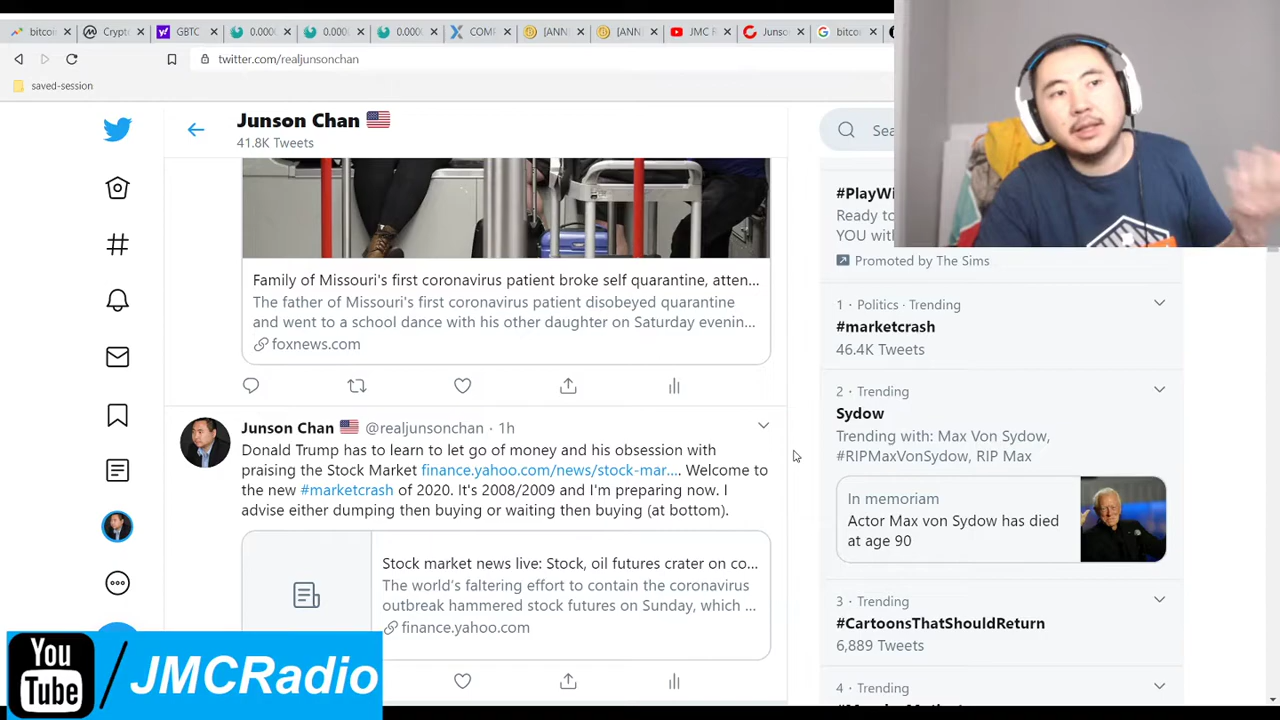 bitcoi
Crypto
GBTC
0.000
0.000
0.000
COMP
[ANN
[ANN
JMC R
Junso
bitco
twitter.com/realjunsonchan
saved-session
Junson Chan
41.8K Tweets
Family of Missouri's first coronavirus patient broke self quarantine, atten...
The father of Missouri's first coronavirus patient disobeyed quarantine
and went to a school dance with his other daughter on Saturday evenin...
foxnews.com
Junson Chan @realjunsonchan · 1h
Donald Trump has to learn to let go of money and his obsession with
praising the Stock Market finance.yahoo.com/news/stock-mar.... Welcome to
the new #marketcrash of 2020. It's 2008/2009 and I'm preparing now. I
advise either dumping then buying or waiting then buying (at bottom).
Stock market news live: Stock, oil futures crater on co...
The world's faltering effort to contain the coronavirus
outbreak hammered stock futures on Sunday, which ...
finance.yahoo.com
Sea
#PlayWi
Ready to
YOU with
Promoted by The Sims
1 · Politics · Trending
#marketcrash
46.4K Tweets
2 · Trending
Sydow
Trending with: Max Von Sydow,
#RIPMaxVonSydow, RIP Max
In memoriam
Actor Max von Sydow has died
at age 90
3 · Trending
#CartoonsThatShouldReturn
6,889 Tweets
4 · Trending
You
Tube
/JMCRadio